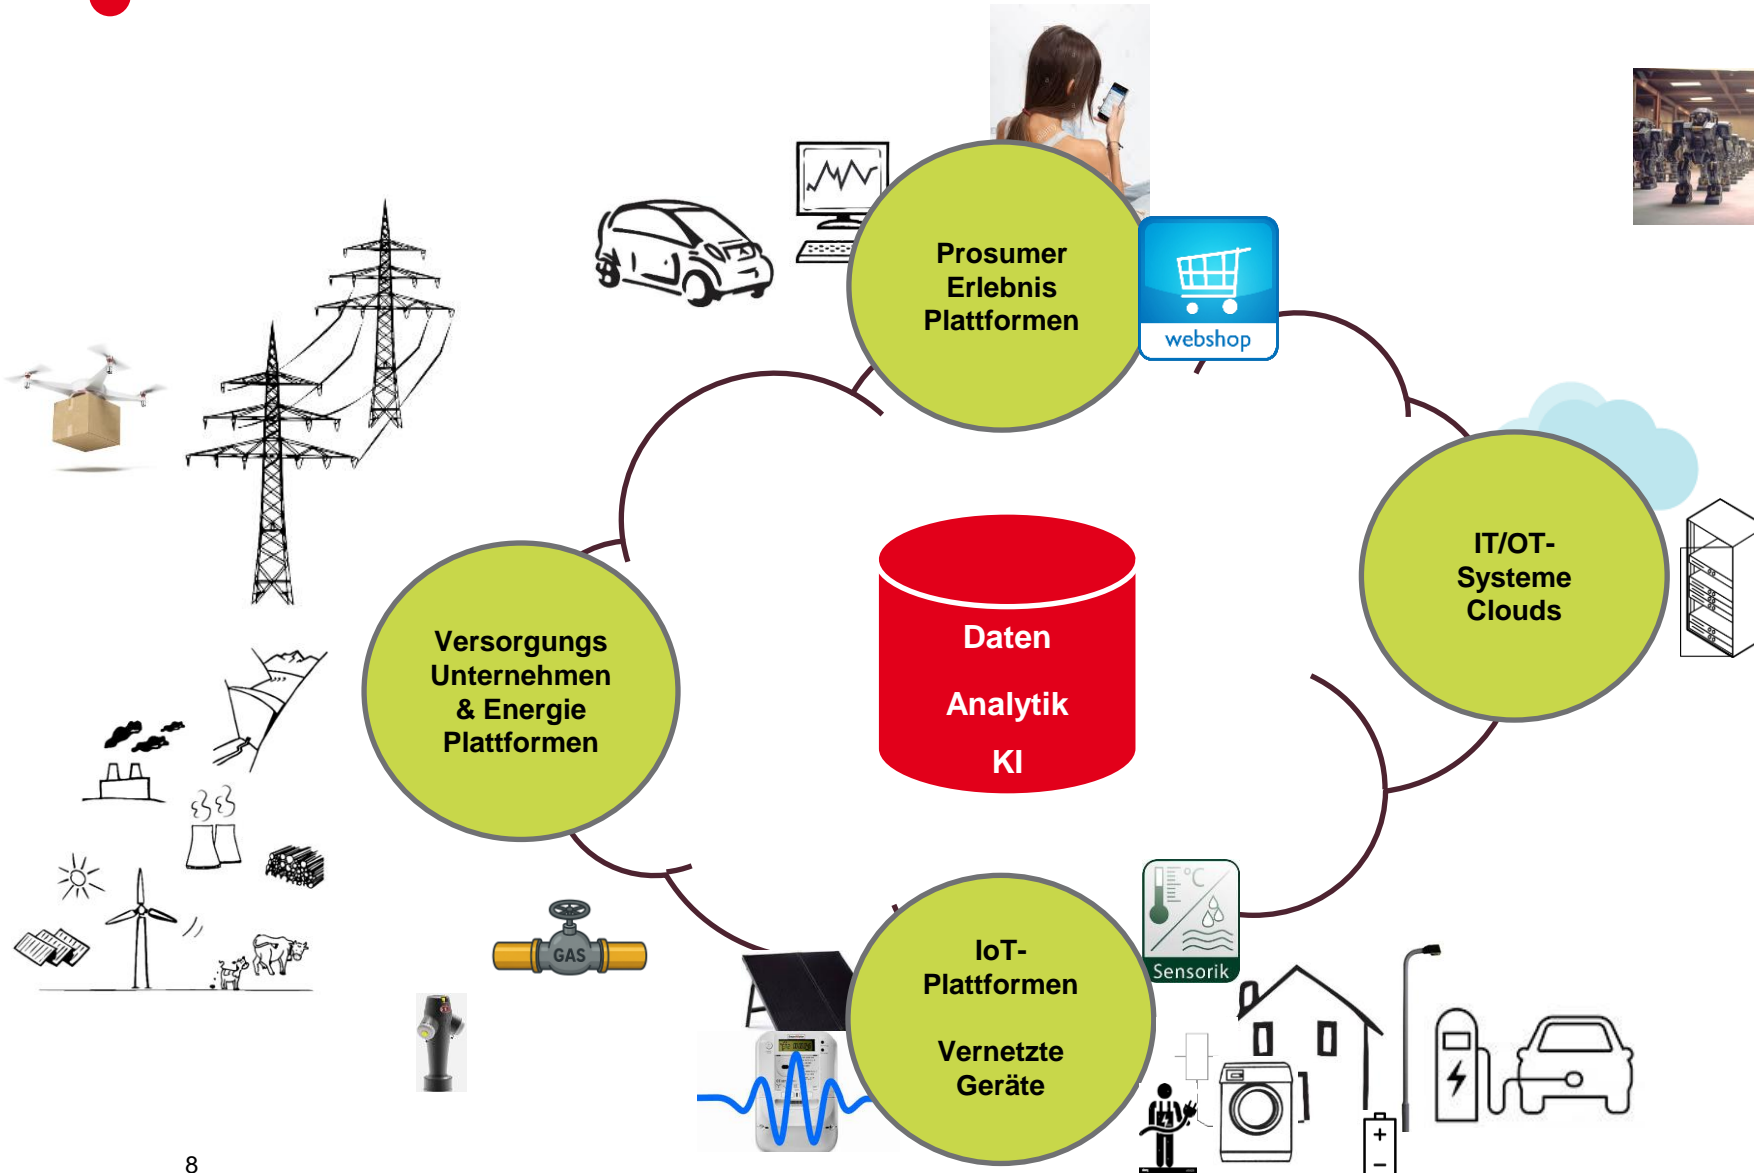 Prosumer
Erlebnis
Plattformen
webshop
IT/OT-
Systeme
Clouds
Versorgungs
Unternehmen
& Energie
Plattformen
Daten
Analytik
KI
GAS
°C
Sensorik
IoT-
Plattformen
Vernetzte
Geräte
+
−
8